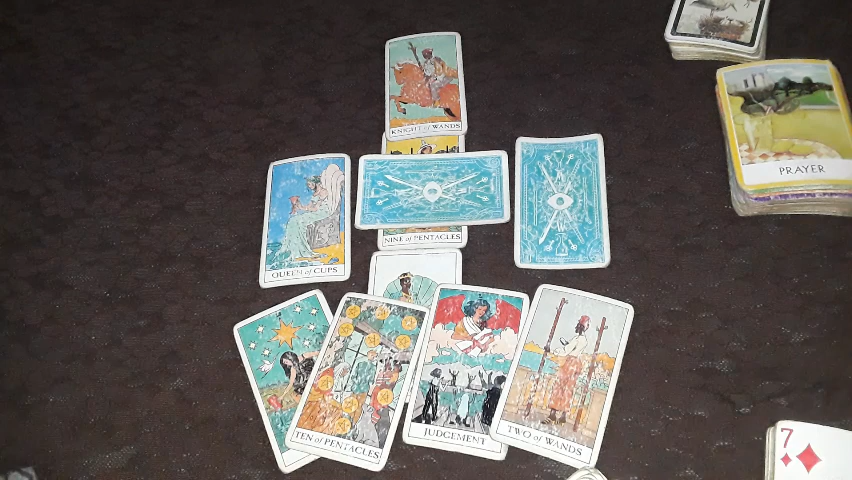 KNIGHT of WANDS
PRAYER
NINE of PENTACLES
QUEEN of CUPS
TEN of PENTACLES
JUDGEMENT
TWO of WANDS
7